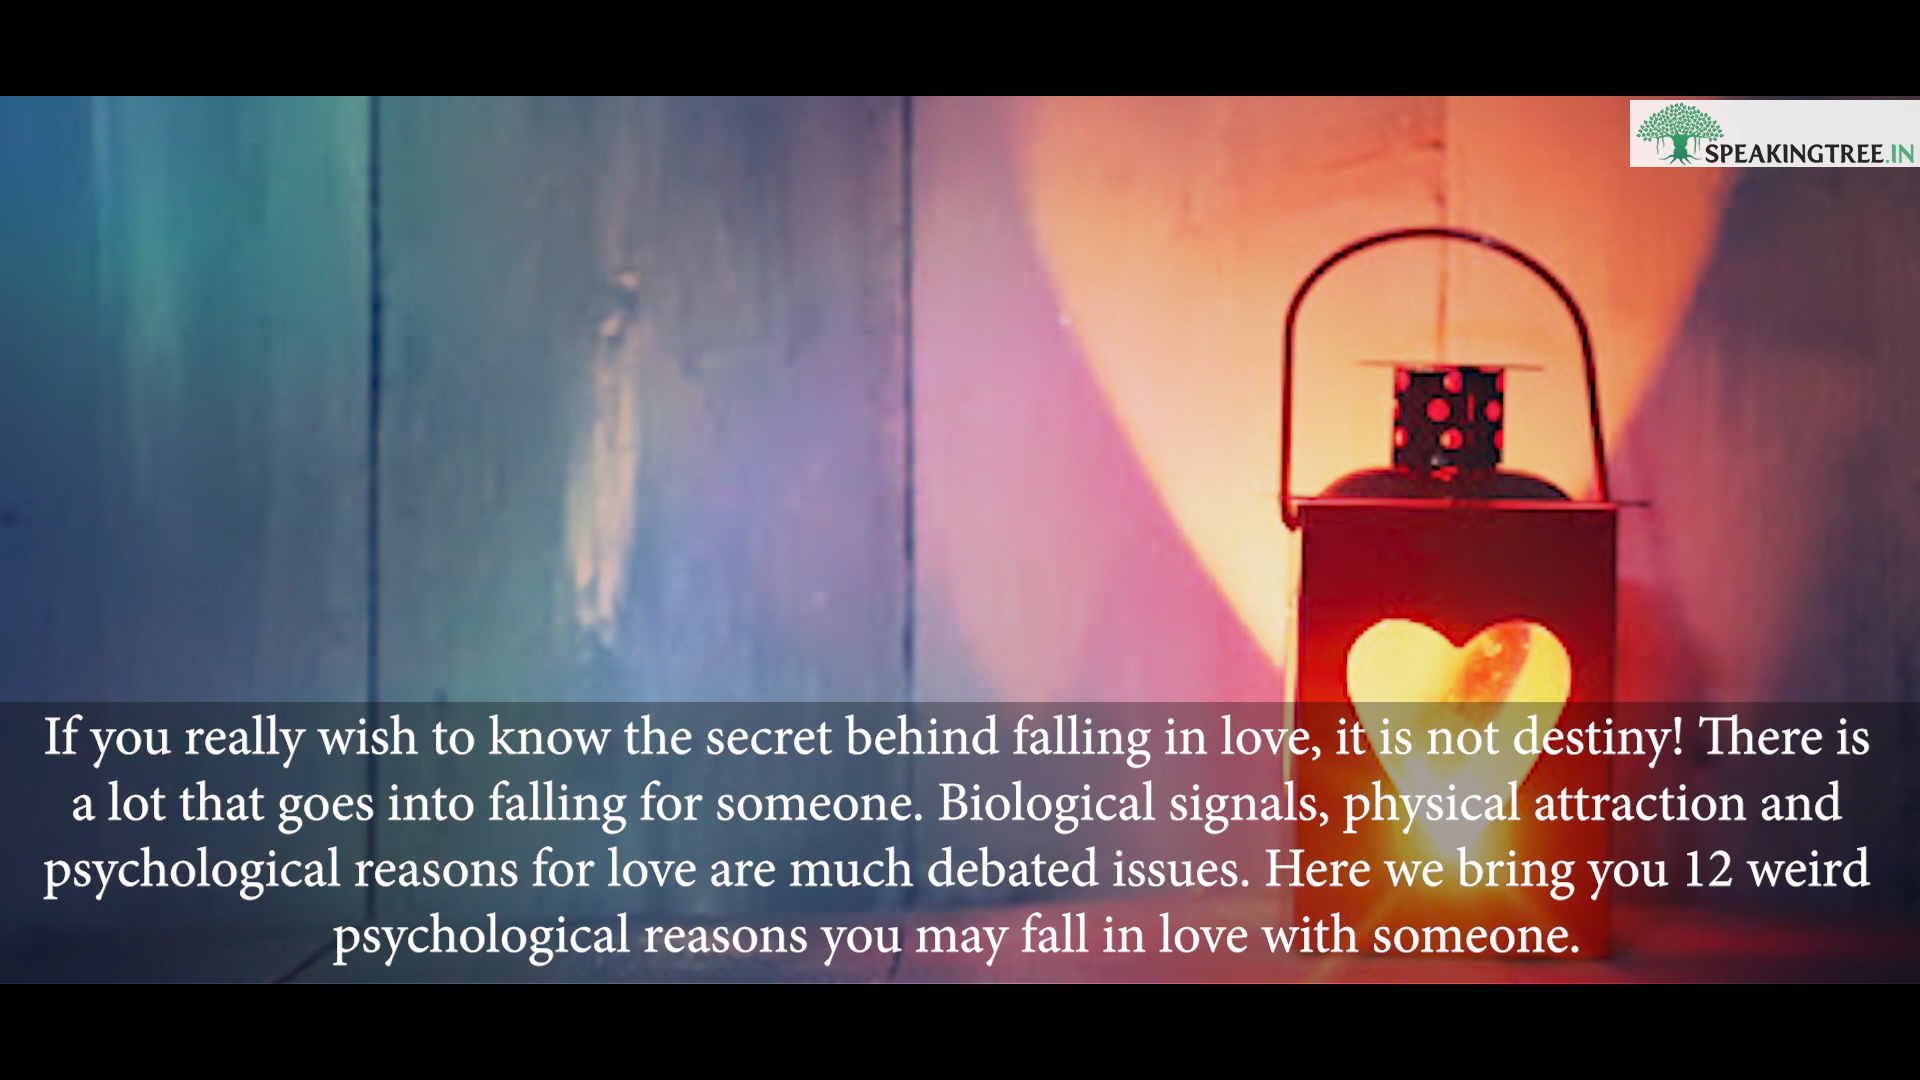 SPEAKINGTREE.IN
If you really wish to know the secret behind falling in love, it is not destiny! There is
a lot that goes into falling for someone. Biological signals, physical attraction and
psychological reasons for love are much debated issues. Here we bring you 12 weird
psychological reasons you may fall in love with someone.